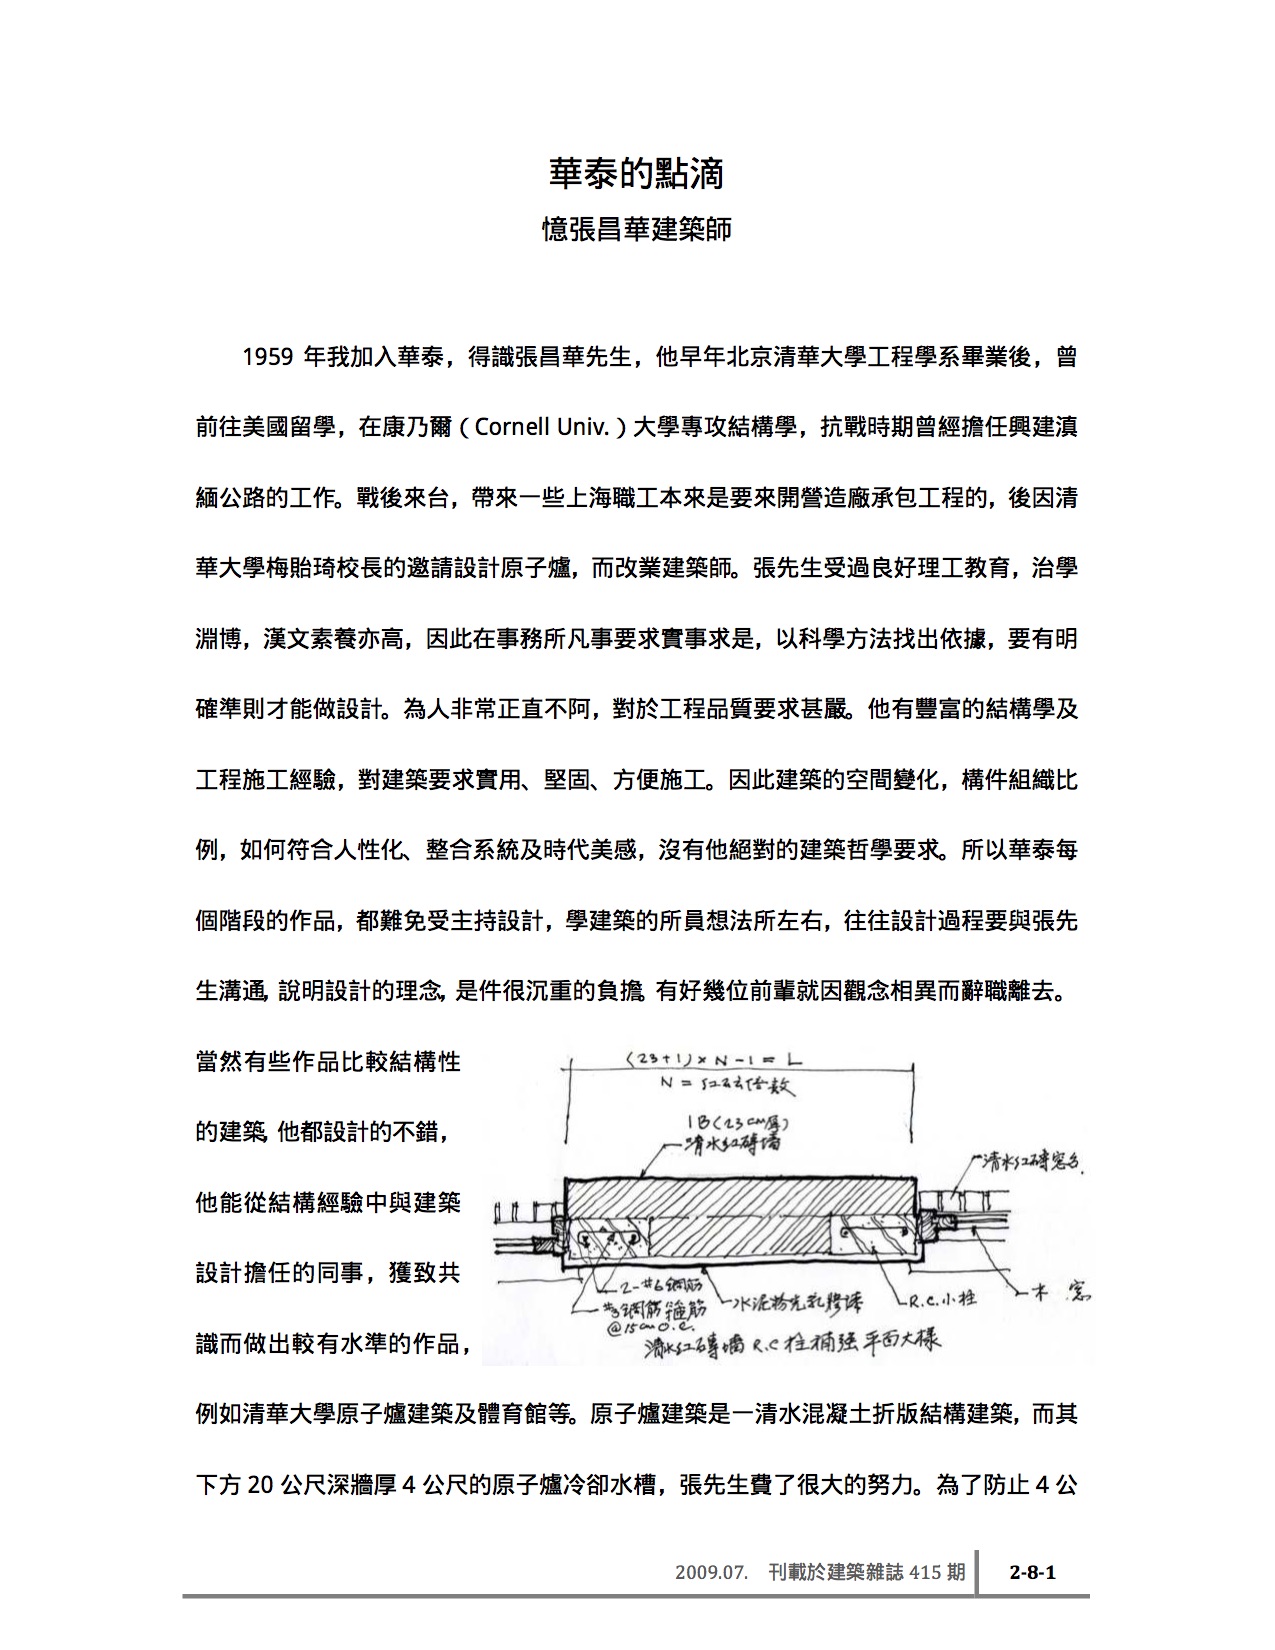 華泰的點滴
憶張昌華建築師
1959 年我加入華泰，得識張昌華先生，他早年北京清華大學工程學系畢業後，曾
前往美國留學，在康乃爾（Cornell Univ.）大學專攻結構學，抗戰時期曾經擔任興建滇
緬公路的工作。戰後來台，帶來一些上海職工本來是要來開營造廠承包工程的，後因清
華大學梅貽琦校長的邀請設計原子爐，而改業建築師。張先生受過良好理工教育，治學
淵博，漢文素養亦高，因此在事務所凡事要求實事求是，以科學方法找出依據，要有明
確準則才能做設計。為人非常正直不阿，對於工程品質要求甚嚴。他有豐富的結構學及
工程施工經驗，對建築要求實用、堅固、方便施工。因此建築的空間變化，構件組織比
例，如何符合人性化、整合系統及時代美感，沒有他絕對的建築哲學要求。所以華泰每
個階段的作品，都難免受主持設計，學建築的所員想法所左右，往往設計過程要與張先
生溝通，說明設計的理念，是件很沉重的負擔，有好幾位前輩就因觀念相異而辭職離去。
當然有些作品比較結構性
的建築，他都設計的不錯，
他能從結構經驗中與建築
設計擔任的同事，獲致共
識而做出較有水準的作品，
(23+1)×N-1=L
N=紅磚倍數
1B(23cm厚)
清水紅磚墻
清水紅磚窓台
2-#6鋼筋
#3鋼筋箍筋
@15cm O.C.
水泥粉光乳膠漆
R.C.小柱
木窓
清水紅磚墻R.C柱補強平面大樣
例如清華大學原子爐建築及體育館等。原子爐建築是一清水混凝土折版結構建築，而其
下方 20 公尺深牆厚 4 公尺的原子爐冷卻水槽，張先生費了很大的努力。為了防止 4 公
2009.07. 刊載於建築雜誌 415 期 2-8-1